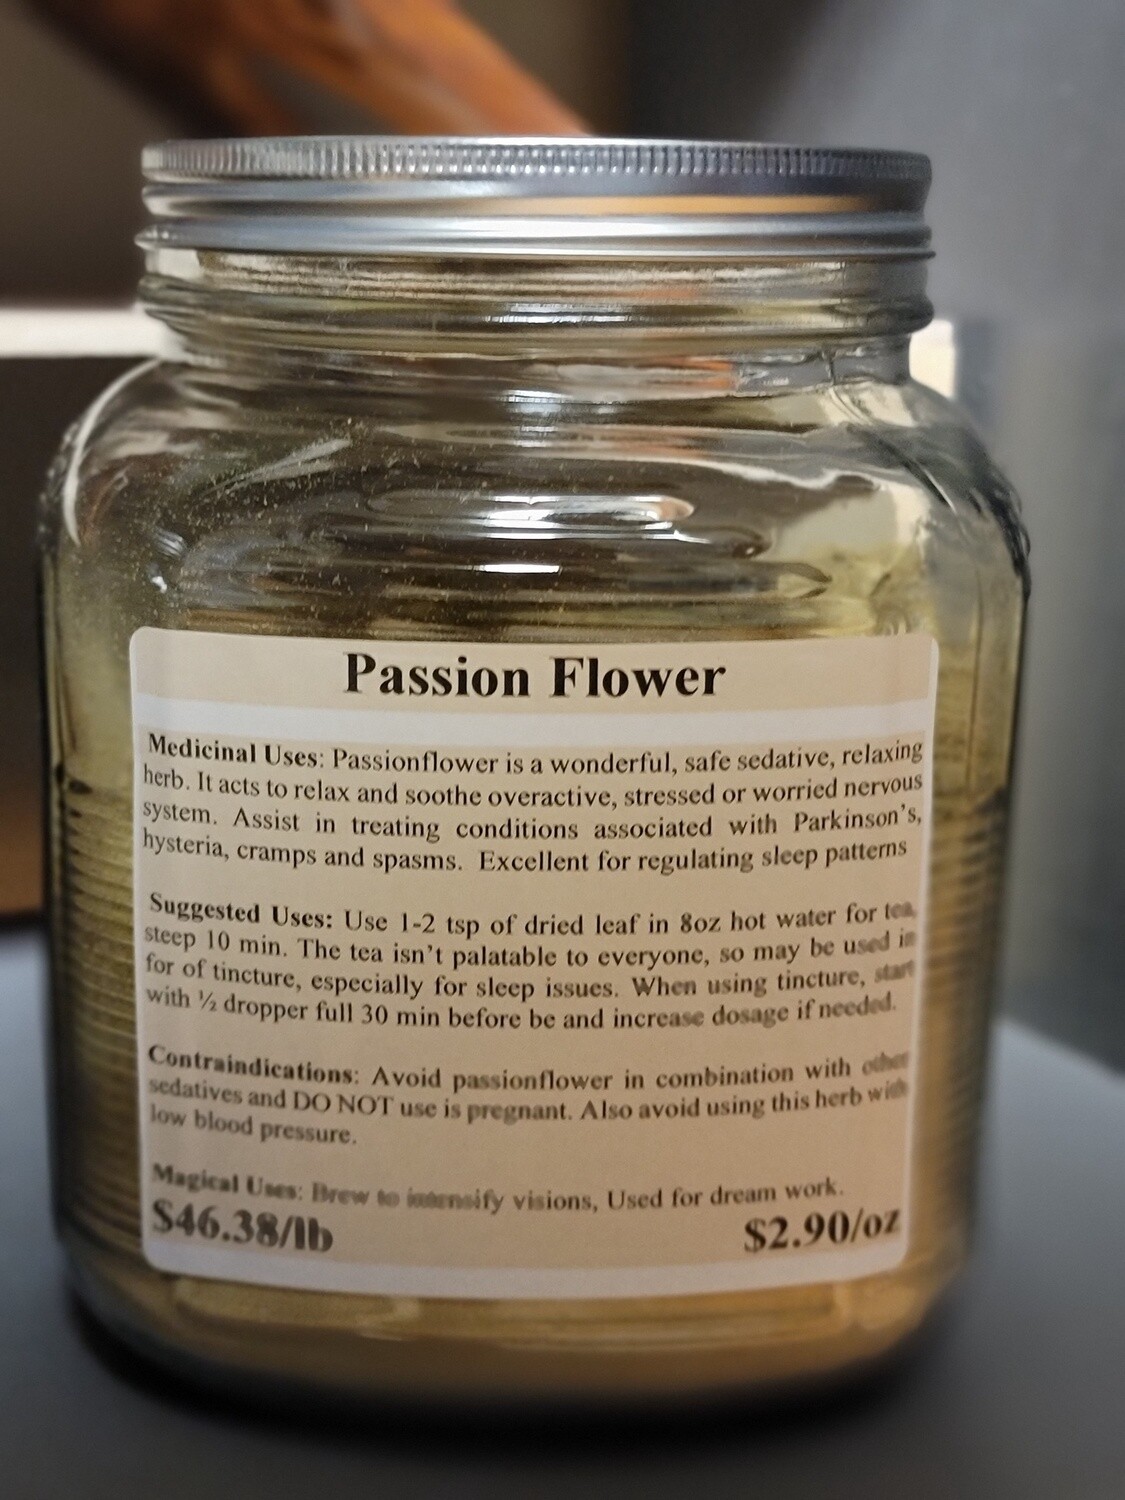 Passion Flower
Medicinal Uses: Passionflower is a wonderful, safe sedative, relaxing
herb. It acts to relax and soothe overactive, stressed or worried nervous
system. Assist in treating conditions associated with Parkinson's,
hysteria, cramps and spasms. Excellent for regulating sleep patterns
Suggested Uses: Use 1-2 tsp of dried leaf in 8oz hot water for tea,
steep 10 min. The tea isn't palatable to everyone, so may be used in
for of tincture, especially for sleep issues. When using tincture, start
with ½ dropper full 30 min before be and increase dosage if needed.
Contraindications: Avoid passionflower in combination with other
sedatives and DO NOT use is pregnant. Also avoid using this herb with
low blood pressure.
Magical Uses: Brew to intensify visions, Used for dream work.
$46.38/lb $2.90/oz